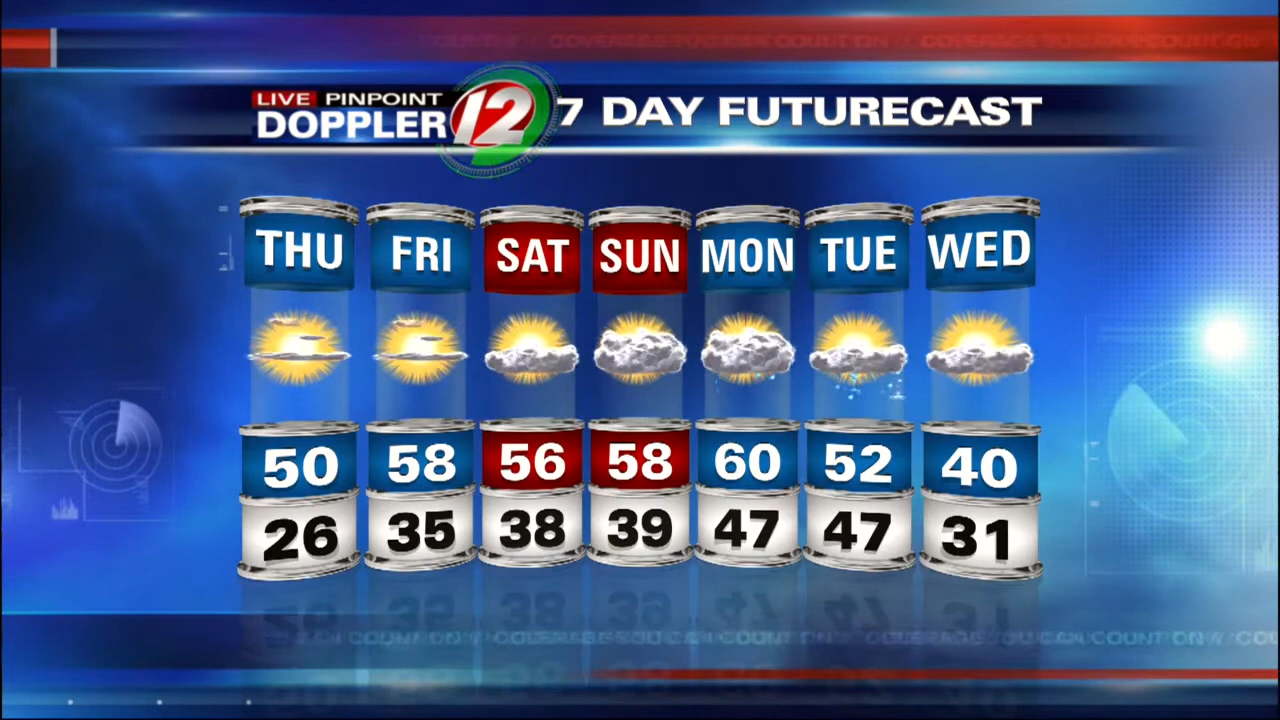 LIVE PINPOINT
DOPPLER 12 7 DAY FUTURECAST
THU FRI SAT SUN MON TUE WED
50 58 56 58 60 52 40
26 35 38 39 47 47 31